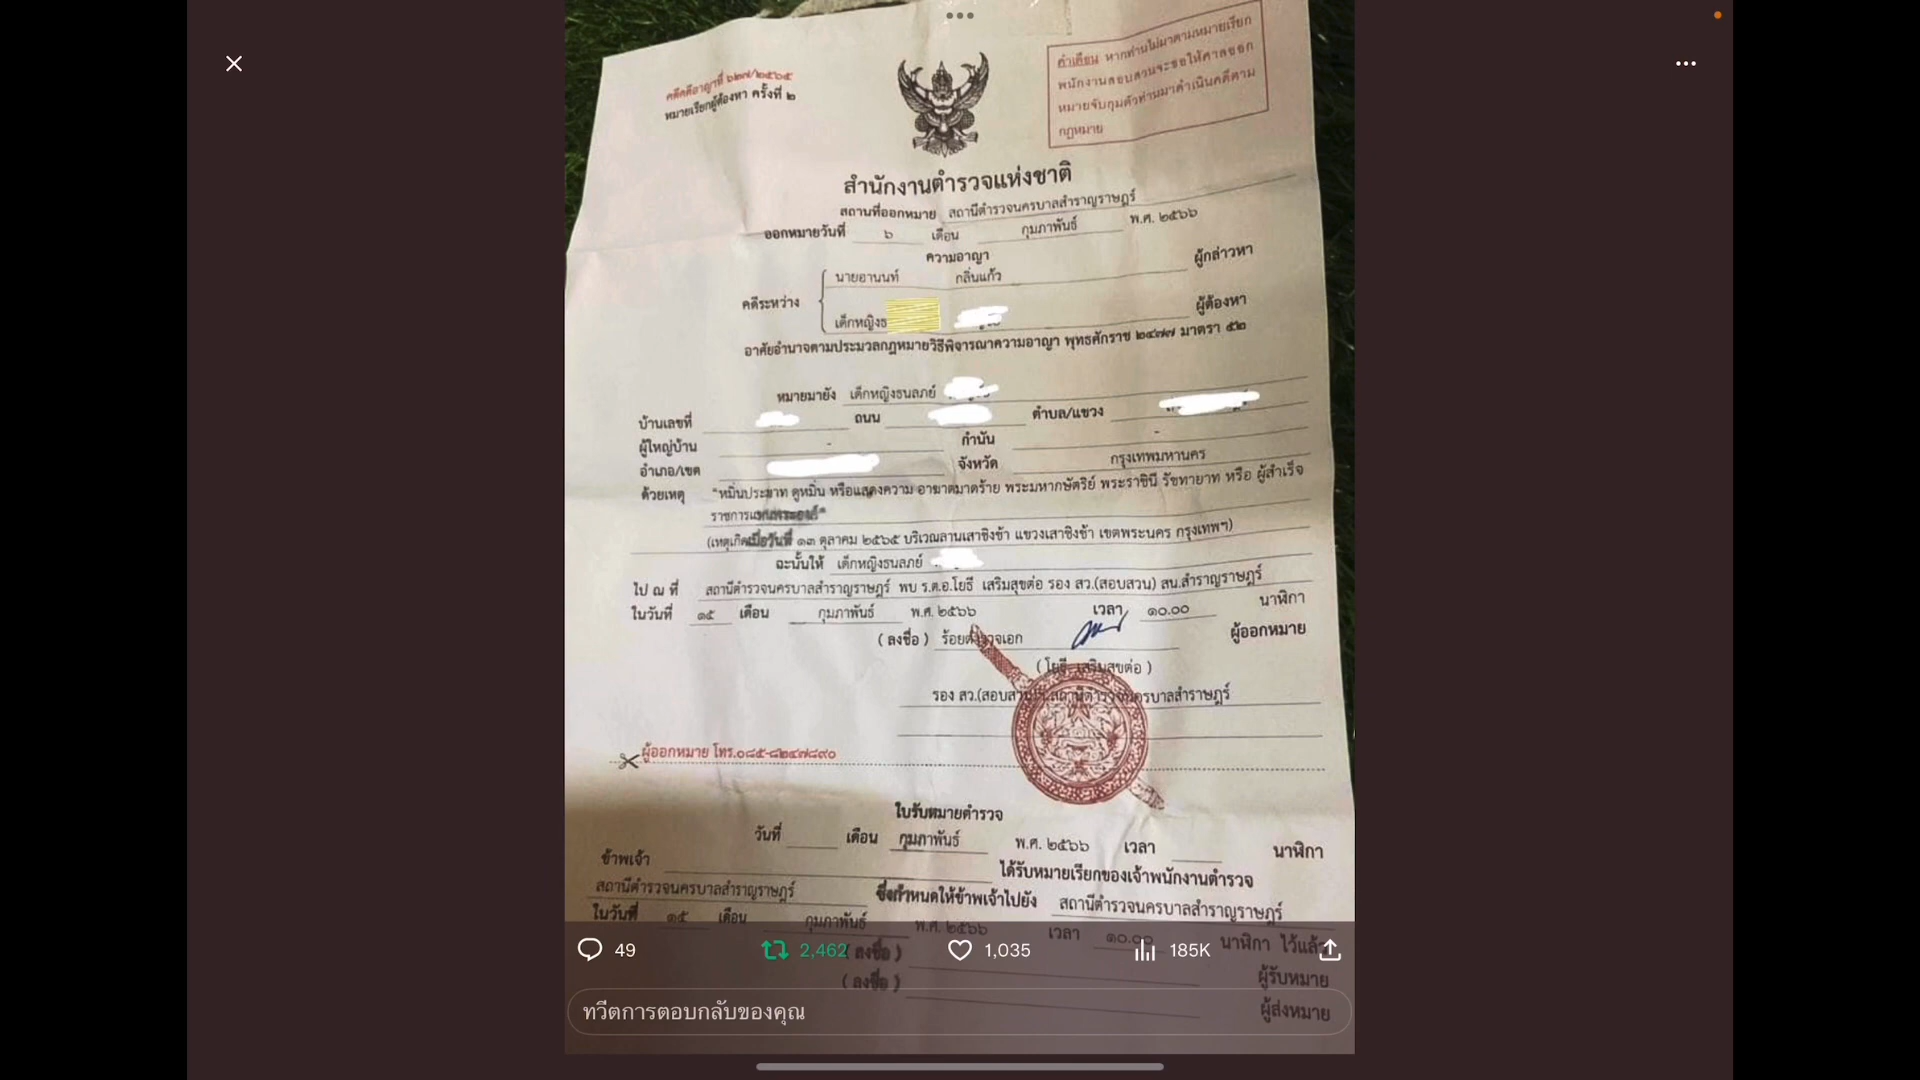 คดีคดีอาญาที่ ๖๒๗/๒๕๖๕
หมายเรียกผู้ต้องหา ครั้งที่ ๒
คำเตือน หากท่านไม่มาตามหมายเรียก
พนักงานสอบสวนจะขอให้ศาลออก
หมายจับกุมตัวท่านมาดำเนินคดีตาม
กฎหมาย
สำนักงานตำรวจแห่งชาติ
สถานที่ออกหมาย สถานีตำรวจนครบาลสำราญราษฎร์
ออกหมายวันที่ ๖ เดือน กุมภาพันธ์ พ.ศ. ๒๕๖๖
ความอาญา
นายอานนท์ กลิ่นแก้ว ผู้กล่าวหา
คดีระหว่าง
เด็กหญิงธ ผู้ต้องหา
อาศัยอำนาจตามประมวลกฎหมายวิธีพิจารณาความอาญา พุทธศักราช ๒๔๗๗ มาตรา ๕๒
หมายมายัง เด็กหญิงธนลภย์
บ้านเลขที่ ถนน ตำบล/แขวง
ผู้ใหญ่บ้าน - กำนัน -
อำเภอ/เขต จังหวัด กรุงเทพมหานคร
ด้วยเหตุ "หมิ่นประมาท ดูหมิ่น หรือแสดงความ อาฆาตมาดร้าย พระมหากษัตริย์ พระราชินี รัชทายาท หรือ ผู้สำเร็จ
ราชการแทนพระองค์"
(เหตุเกิดเมื่อวันที่ ๑๓ ตุลาคม ๒๕๖๕ บริเวณลานเสาชิงช้า แขวงเสาชิงช้า เขตพระนคร กรุงเทพฯ)
ฉะนั้นให้ เด็กหญิงธนลภย์
ไป ณ ที่ สถานีตำรวจนครบาลสำราญราษฎร์ พบ ร.ต.อ.โยธี เสริมสุขต่อ รอง สว.(สอบสวน) สน.สำราญราษฎร์
ในวันที่ ๑๕ เดือน กุมภาพันธ์ พ.ศ. ๒๕๖๖ เวลา ๑๐.๐๐ นาฬิกา
(ลงชื่อ) ร้อยตำรวจเอก ผู้ออกหมาย
(โยธี เสริมสุขต่อ)
รอง สว.(สอบสวน) สถานีตำรวจนครบาลสำราญราษฎร์
ผู้ออกหมาย โทร.๐๘๕-๘๒๔๗๘๙๐
ใบรับหมายตำรวจ
วันที่ เดือน กุมภาพันธ์ พ.ศ. ๒๕๖๖ เวลา นาฬิกา
ข้าพเจ้า ได้รับหมายเรียกของเจ้าพนักงานตำรวจ
สถานีตำรวจนครบาลสำราญราษฎร์ ซึ่งกำหนดให้ข้าพเจ้าไปยัง สถานีตำรวจนครบาลสำราญราษฎร์
ในวันที่ ๑๕ เดือน กุมภาพันธ์ พ.ศ. ๒๕๖๖ เวลา ๑๐.๐๐ นาฬิกา ไว้แล้ว
(ลงชื่อ) ผู้รับหมาย
(ลงชื่อ) ผู้ส่งหมาย
49 2,462 1,035 185K
ทวีตการตอบกลับของคุณ